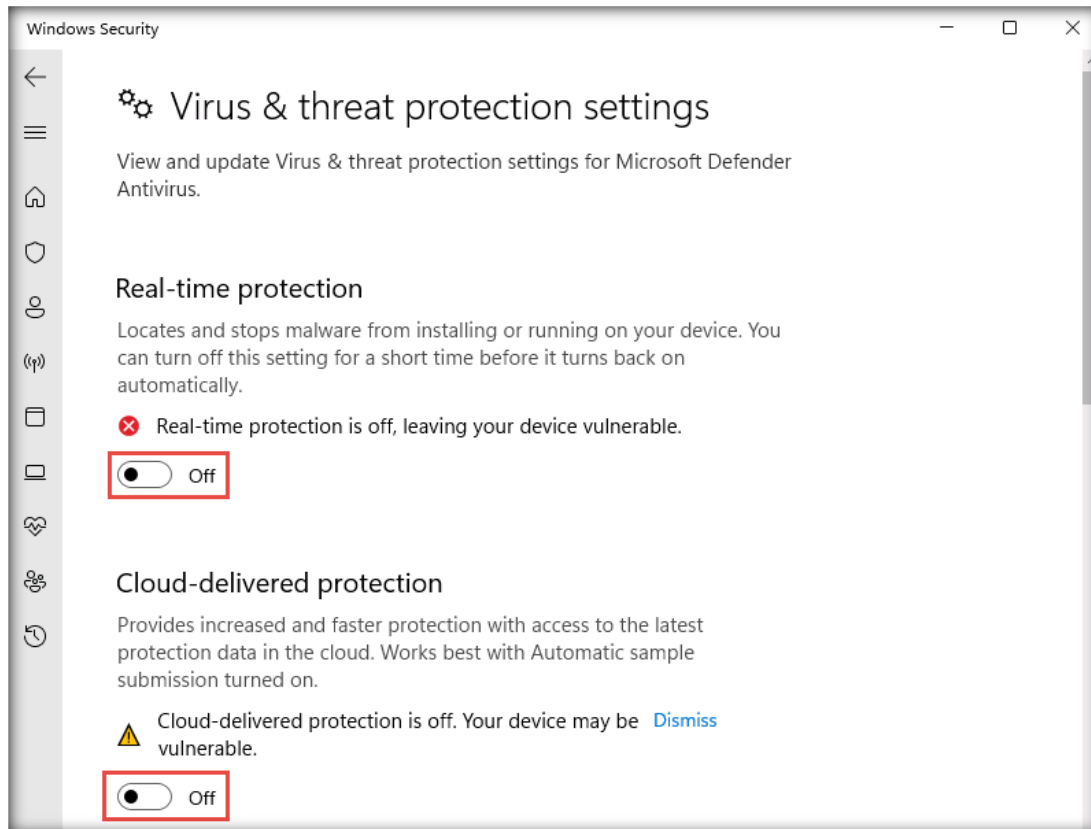 Windows Security
Virus & threat protection settings
View and update Virus & threat protection settings for Microsoft Defender
Antivirus.
Real-time protection
Locates and stops malware from installing or running on your device. You
can turn off this setting for a short time before it turns back on
automatically.
Real-time protection is off, leaving your device vulnerable.
Off
Cloud-delivered protection
Provides increased and faster protection with access to the latest
protection data in the cloud. Works best with Automatic sample
submission turned on.
Cloud-delivered protection is off. Your device may be Dismiss
vulnerable.
Off